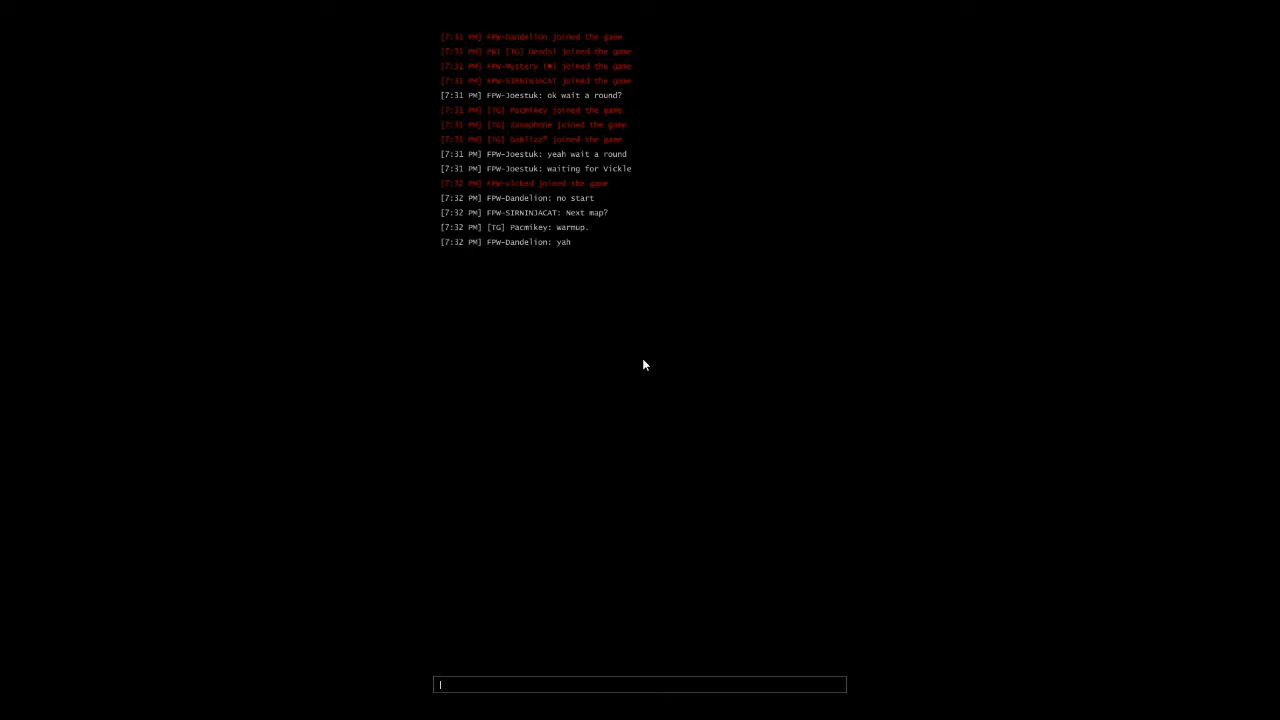 [7:31 PM] FPW-Dandelion joined the game
[7:31 PM] [TG] joined the game
[7:31 PM] FPW-Mystery joined the game
[7:31 PM] FPW-SIRNINJACAT joined the game
[7:31 PM] FPW-Joestuk: ok wait a round?
[7:31 PM] [TG] Pacmikey joined the game
[7:31 PM] [TG] joined the game
[7:31 PM] [TG] joined the game
[7:31 PM] FPW-Joestuk: yeah wait a round
[7:31 PM] FPW-Joestuk: waiting for Vickle
[7:32 PM] joined the game
[7:32 PM] FPW-Dandelion: no start
[7:32 PM] FPW-SIRNINJACAT: Next map?
[7:32 PM] [TG] Pacmikey: warmup.
[7:32 PM] FPW-Dandelion: yah